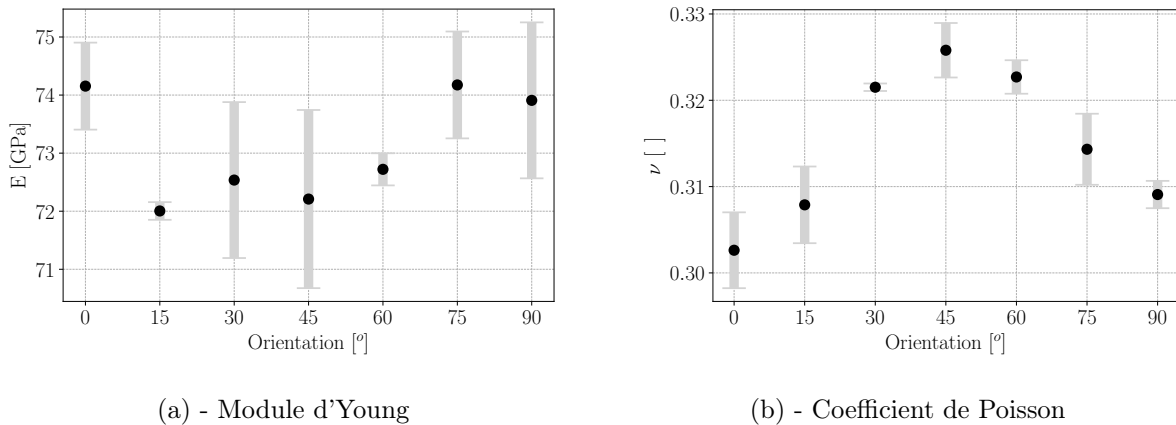 75
74
73
72
71
E [GPa]
0 15 30 45 60 75 90
Orientation [°]
(a) - Module d'Young
0.33
0.32
0.31
0.30
ν [ ]
0 15 30 45 60 75 90
Orientation [°]
(b) - Coefficient de Poisson